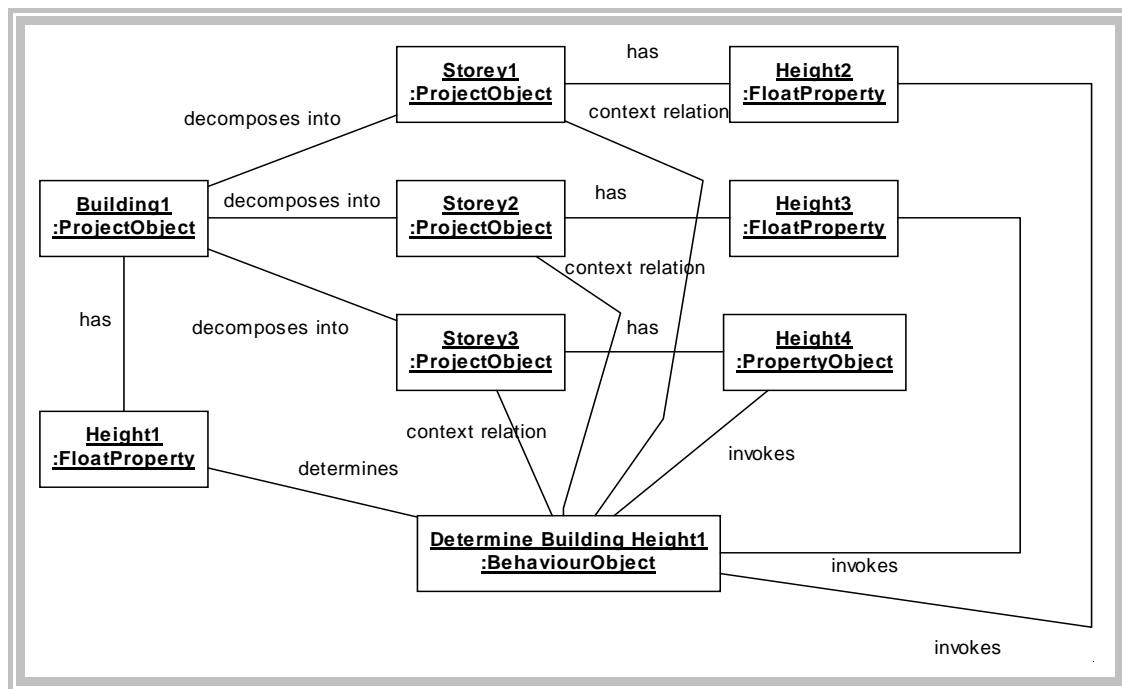 has
Storey1
:ProjectObject
Height2
:FloatProperty
decomposes into
context relation
Building1
:ProjectObject
decomposes into
Storey2
:ProjectObject
has
Height3
:FloatProperty
context relation
has
decomposes into
Storey3
:ProjectObject
has
Height4
:PropertyObject
Height1
:FloatProperty
context relation
determines
invokes
Determine Building Height1
:BehaviourObject
invokes
invokes